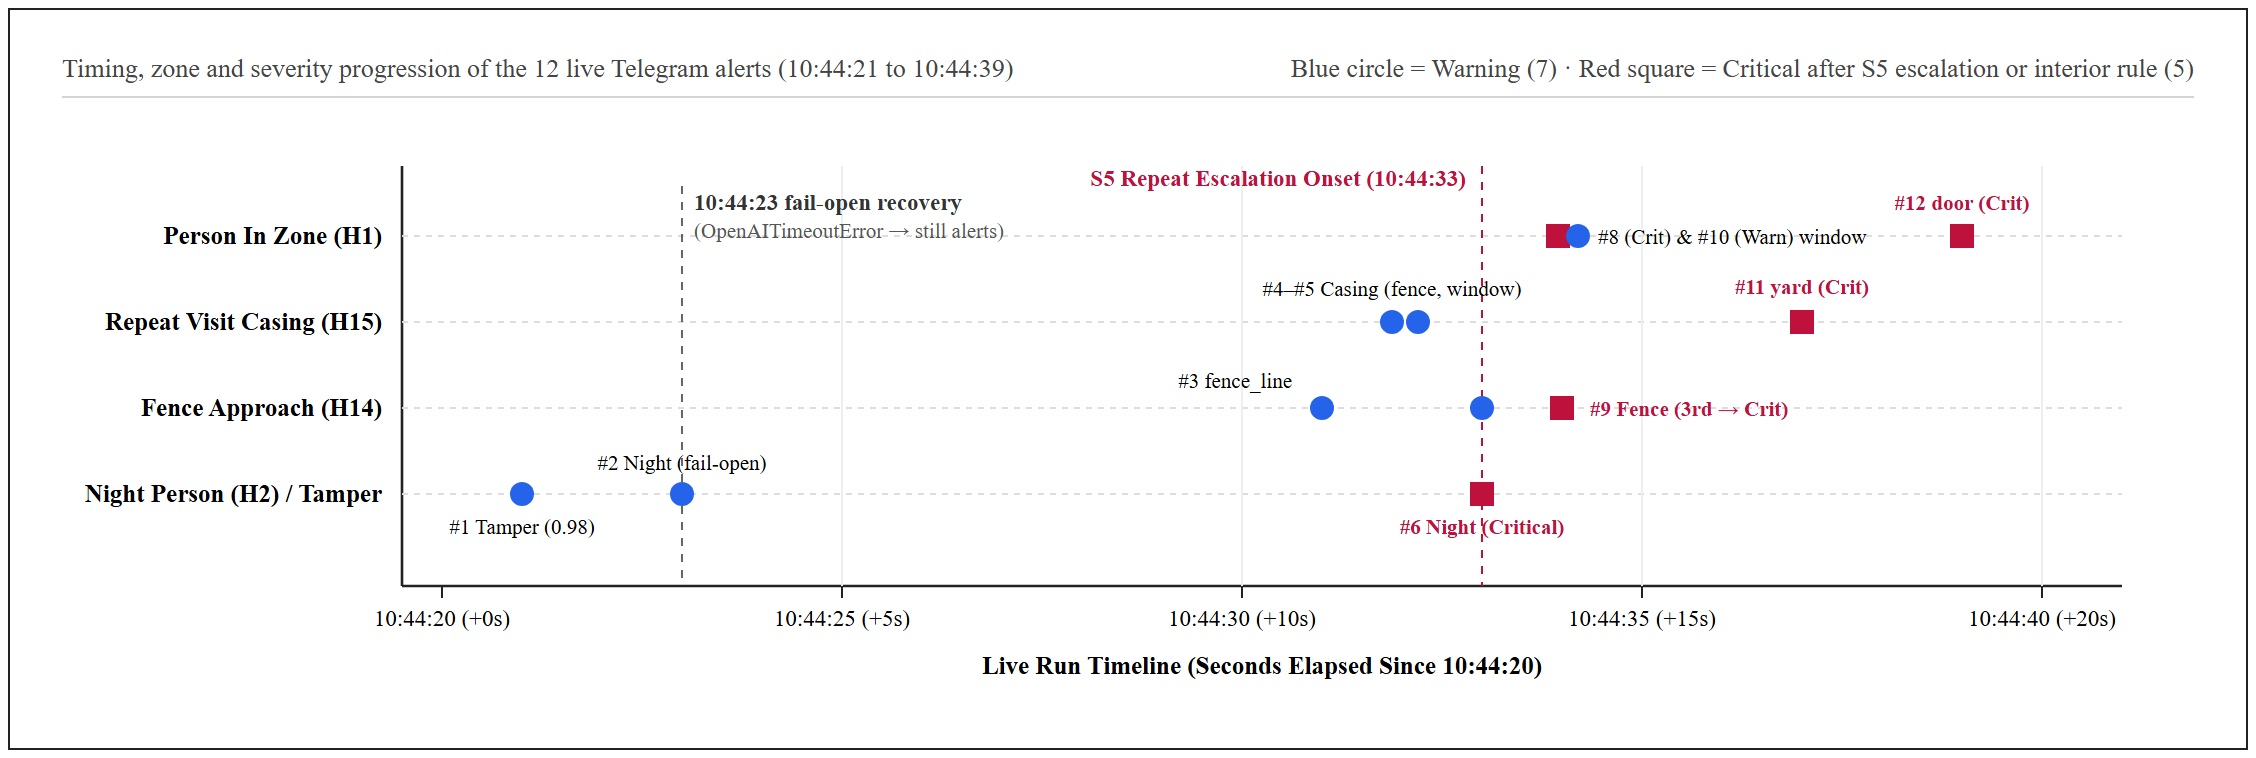 Timing, zone and severity progression of the 12 live Telegram alerts (10:44:21 to 10:44:39)
Blue circle = Warning (7) · Red square = Critical after S5 escalation or interior rule (5)
S5 Repeat Escalation Onset (10:44:33)
10:44:23 fail-open recovery
(OpenAITimeoutError → still alerts)
#12 door (Crit)
Person In Zone (H1)
#8 (Crit) & #10 (Warn) window
#4–#5 Casing (fence, window)
#11 yard (Crit)
Repeat Visit Casing (H15)
#3 fence_line
Fence Approach (H14)
#9 Fence (3rd → Crit)
#2 Night (fail-open)
Night Person (H2) / Tamper
#1 Tamper (0.98)
#6 Night (Critical)
10:44:20 (+0s)
10:44:25 (+5s)
10:44:30 (+10s)
10:44:35 (+15s)
10:44:40 (+20s)
Live Run Timeline (Seconds Elapsed Since 10:44:20)